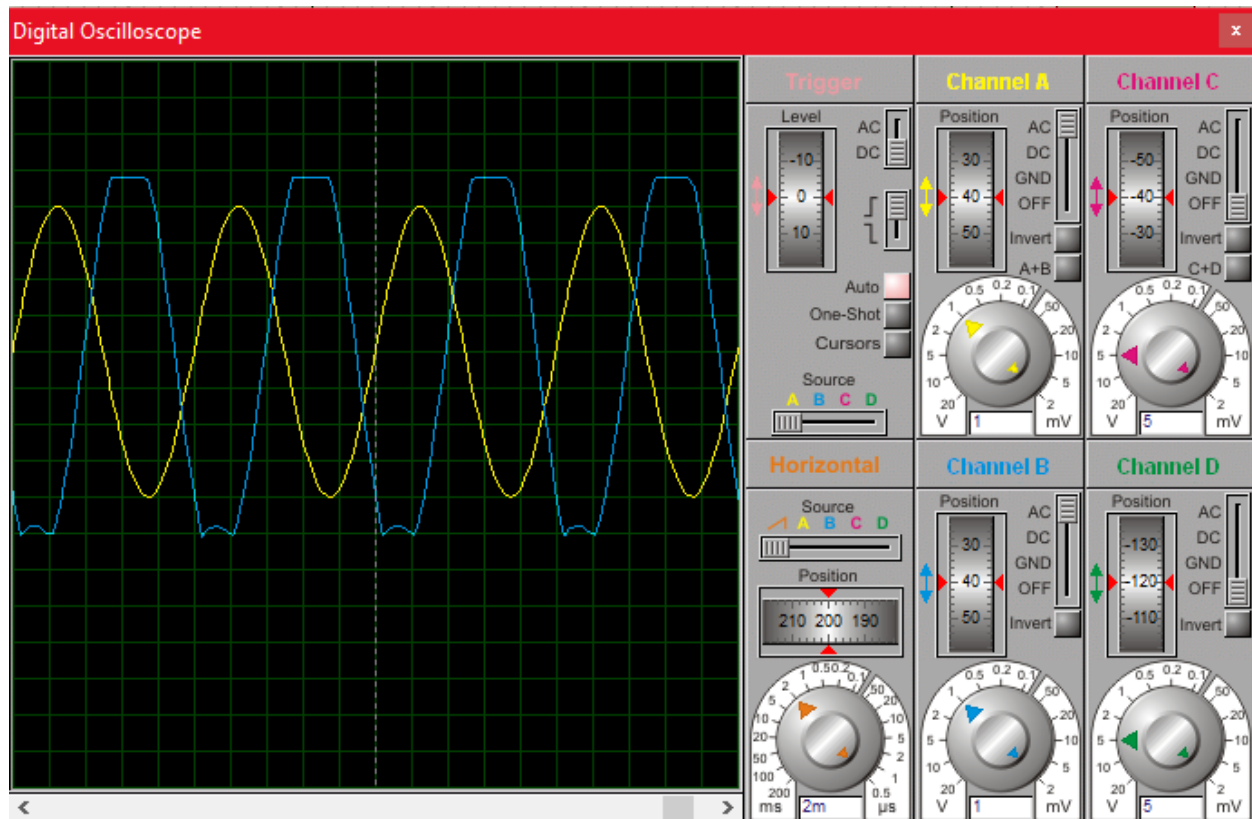 Digital Oscilloscope
x
Trigger
Level
AC
DC
-10
0
10
Auto
One-Shot
Cursors
Source
A B C D
Channel A
Position
AC
DC
GND
OFF
30
40
50
Invert
A+B
20 10 5 2 1 0.5 0.2 0.1 50 20 10 5 2
V
1
mV
Channel C
Position
AC
DC
GND
OFF
-50
-40
-30
Invert
C+D
20 10 5 2 1 0.5 0.2 0.1 50 20 10 5 2
V
5
mV
Horizontal
Source
A B C D
Position
210 200 190
200 100 50 20 10 5 2 1 0.5 0.2 0.1 50 20 10 5 2 1 0.5
ms
2m
µs
Channel B
Position
AC
DC
GND
OFF
30
40
50
Invert
20 10 5 2 1 0.5 0.2 0.1 50 20 10 5 2
V
1
mV
Channel D
Position
AC
DC
GND
OFF
-130
-120
-110
Invert
20 10 5 2 1 0.5 0.2 0.1 50 20 10 5 2
V
5
mV